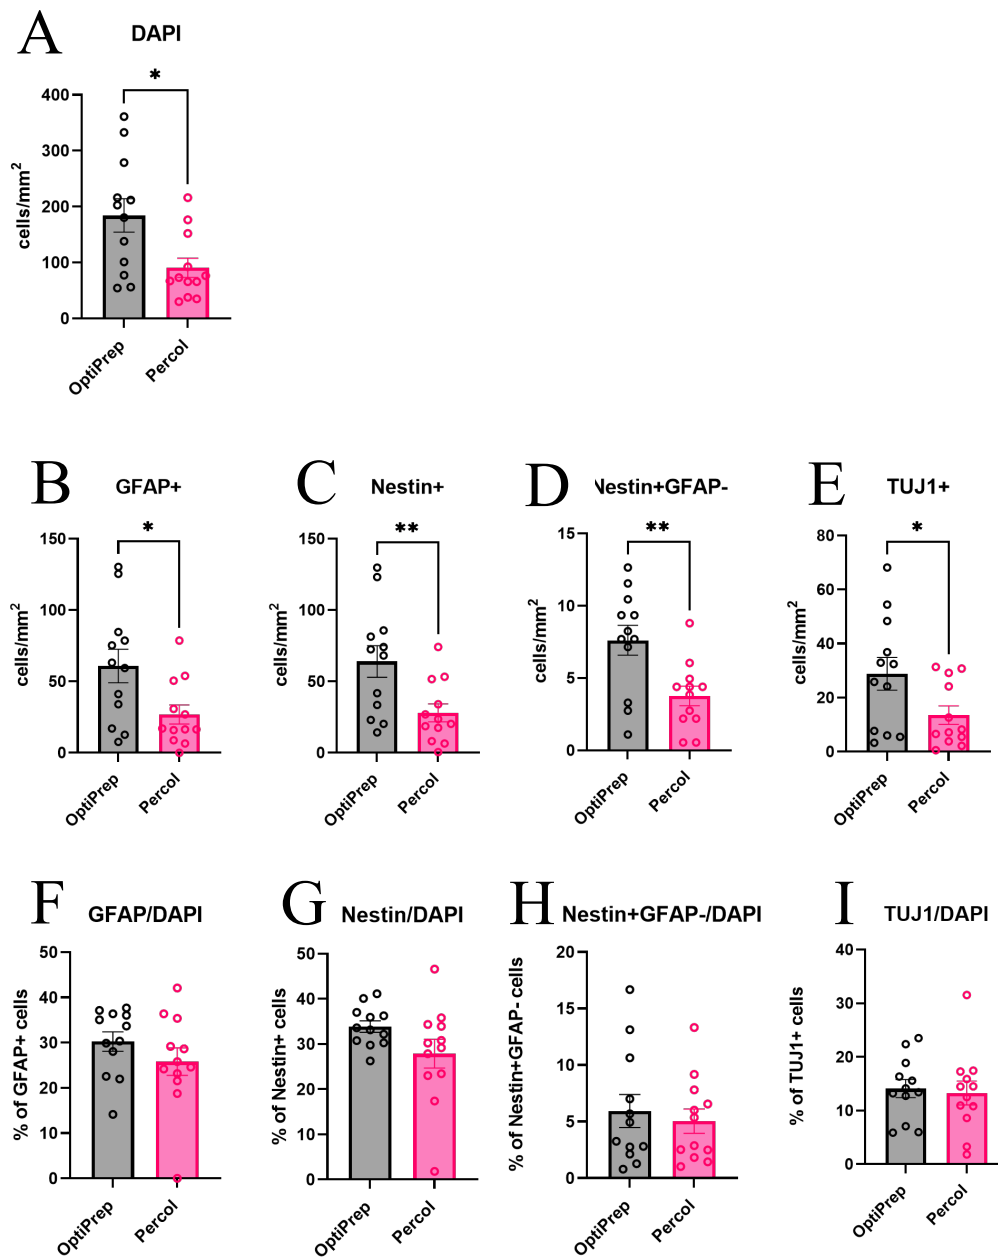 A DAPI
*
400
300
200
100
0
cells/mm²
OptiPrep
Percol
B GFAP+
*
150
100
50
0
cells/mm²
OptiPrep
Percol
C Nestin+
**
150
100
50
0
cells/mm²
OptiPrep
Percol
D Nestin+GFAP-
**
15
10
5
0
cells/mm²
OptiPrep
Percol
E TUJ1+
*
80
60
40
20
0
cells/mm²
OptiPrep
Percol
F GFAP/DAPI
50
40
30
20
10
0
% of GFAP+ cells
OptiPrep
Percol
G Nestin/DAPI
50
40
30
20
10
0
% of Nestin+ cells
OptiPrep
Percol
H Nestin+GFAP-/DAPI
20
15
10
5
0
% of Nestin+GFAP- cells
OptiPrep
Percol
I TUJ1/DAPI
40
30
20
10
0
% of TUJ1+ cells
OptiPrep
Percol